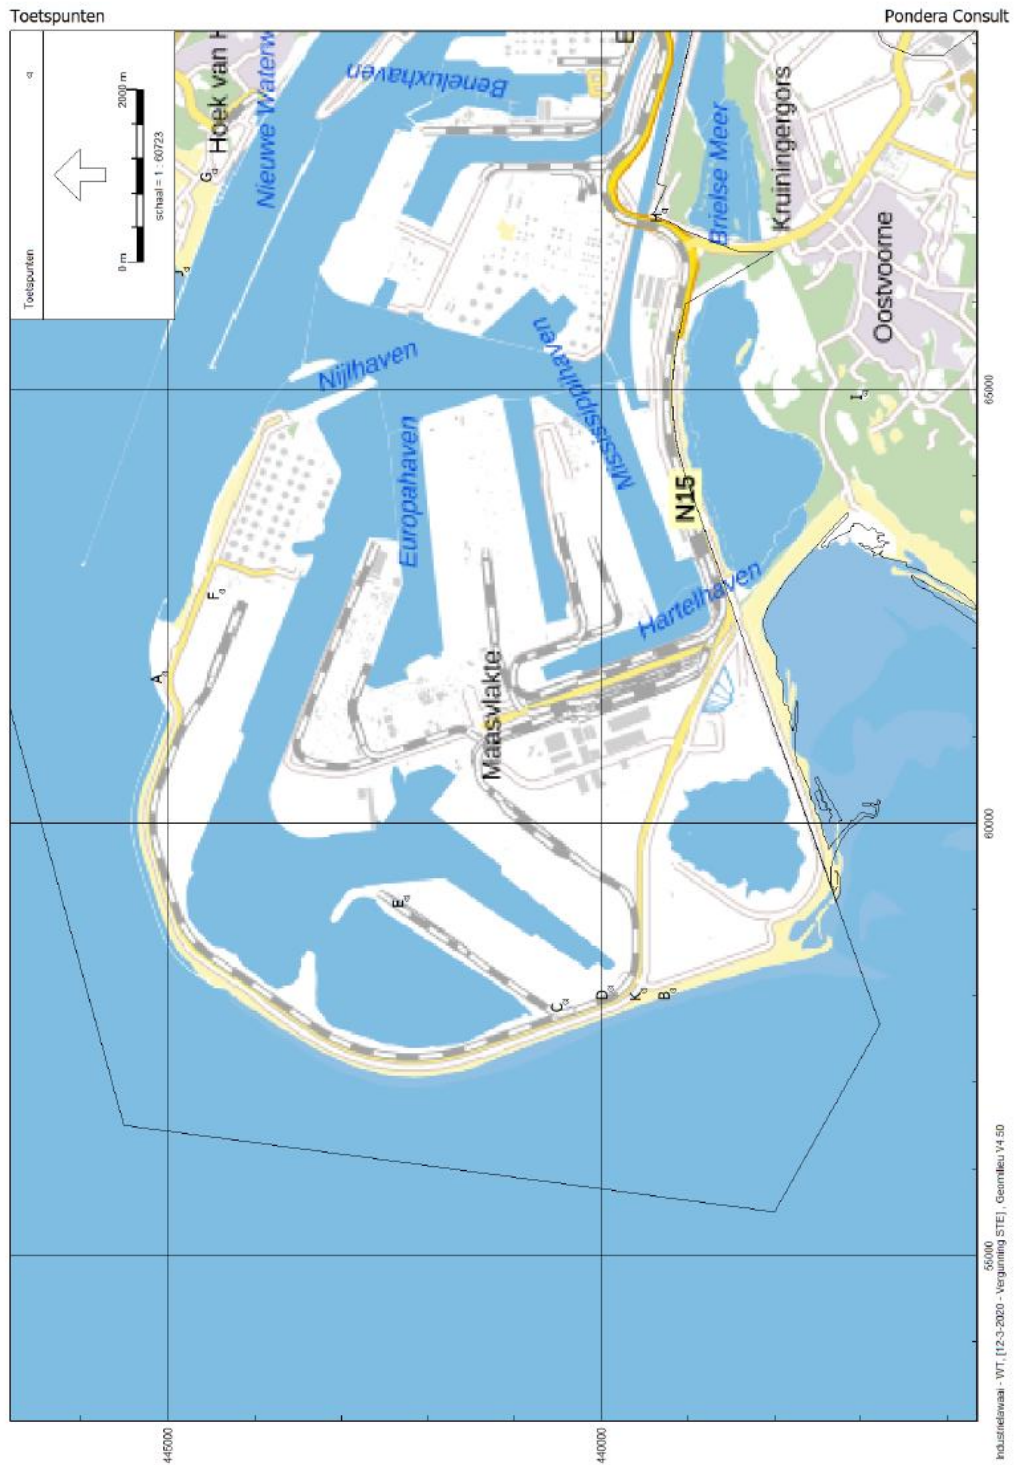 Toetspunten
Pondera Consult
Toetspunten
0 m
2000 m
schaal = 1 : 60723
Hoek van H
Nieuwe Waterw
Beneluxhaven
E
Brielse Meer
Kruiningergors
Oostvoorne
G
J
H
I
Nijlhaven
Europahaven
Mississippihaven
N15
Hartelhaven
Maasvlakte
F
A
E
C
D
K
B
65000
60000
55000
445000
440000
Industrielawaai - WT, [12-3-2020 - Vergunning STE] , Geomilieu V4.50